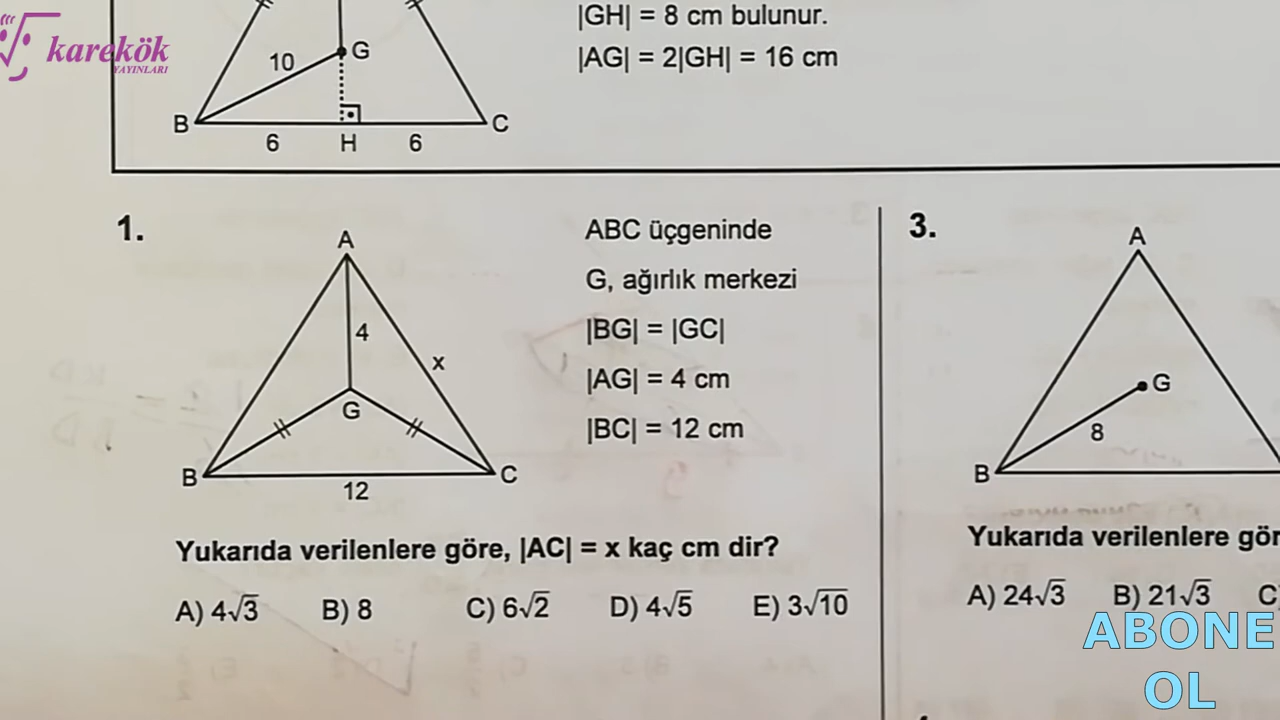 karekök
YAYINLARI
|GH| = 8 cm bulunur.
|AG| = 2|GH| = 16 cm
10
G
B
6
H
6
C
1.
A
4
x
G
B
12
C
ABC üçgeninde
G, ağırlık merkezi
|BG| = |GC|
|AG| = 4 cm
|BC| = 12 cm
Yukarıda verilenlere göre, |AC| = x kaç cm dir?
A) 4√3 B) 8 C) 6√2 D) 4√5 E) 3√10
3.
A
G
8
B
Yukarıda verilenlere gör
A) 24√3 B) 21√3 C)
ABONE
OL